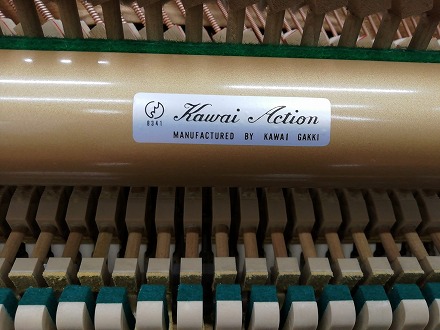 Kawai Action
8341
MANUFACTURED BY KAWAI GAKKI